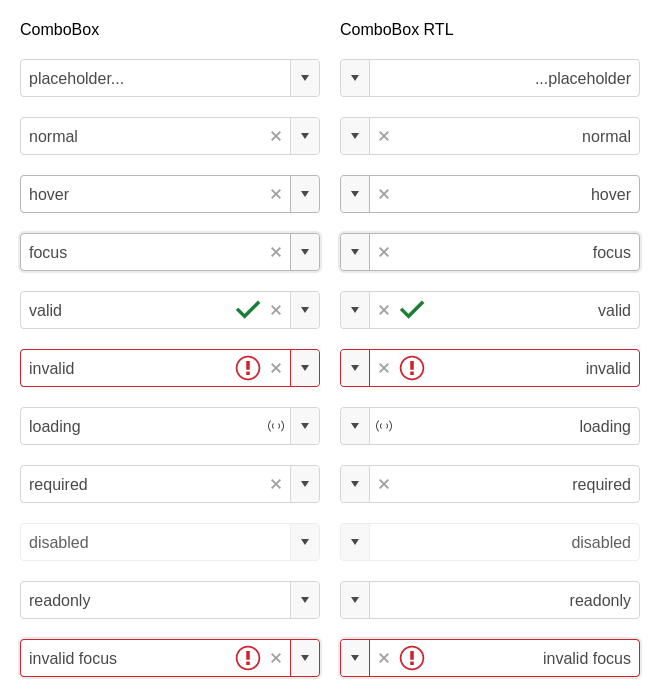 ComboBox
ComboBox RTL
placeholder...
...placeholder
normal
normal
hover
hover
focus
focus
valid
valid
invalid
invalid
loading
loading
required
required
disabled
disabled
readonly
readonly
invalid focus
invalid focus